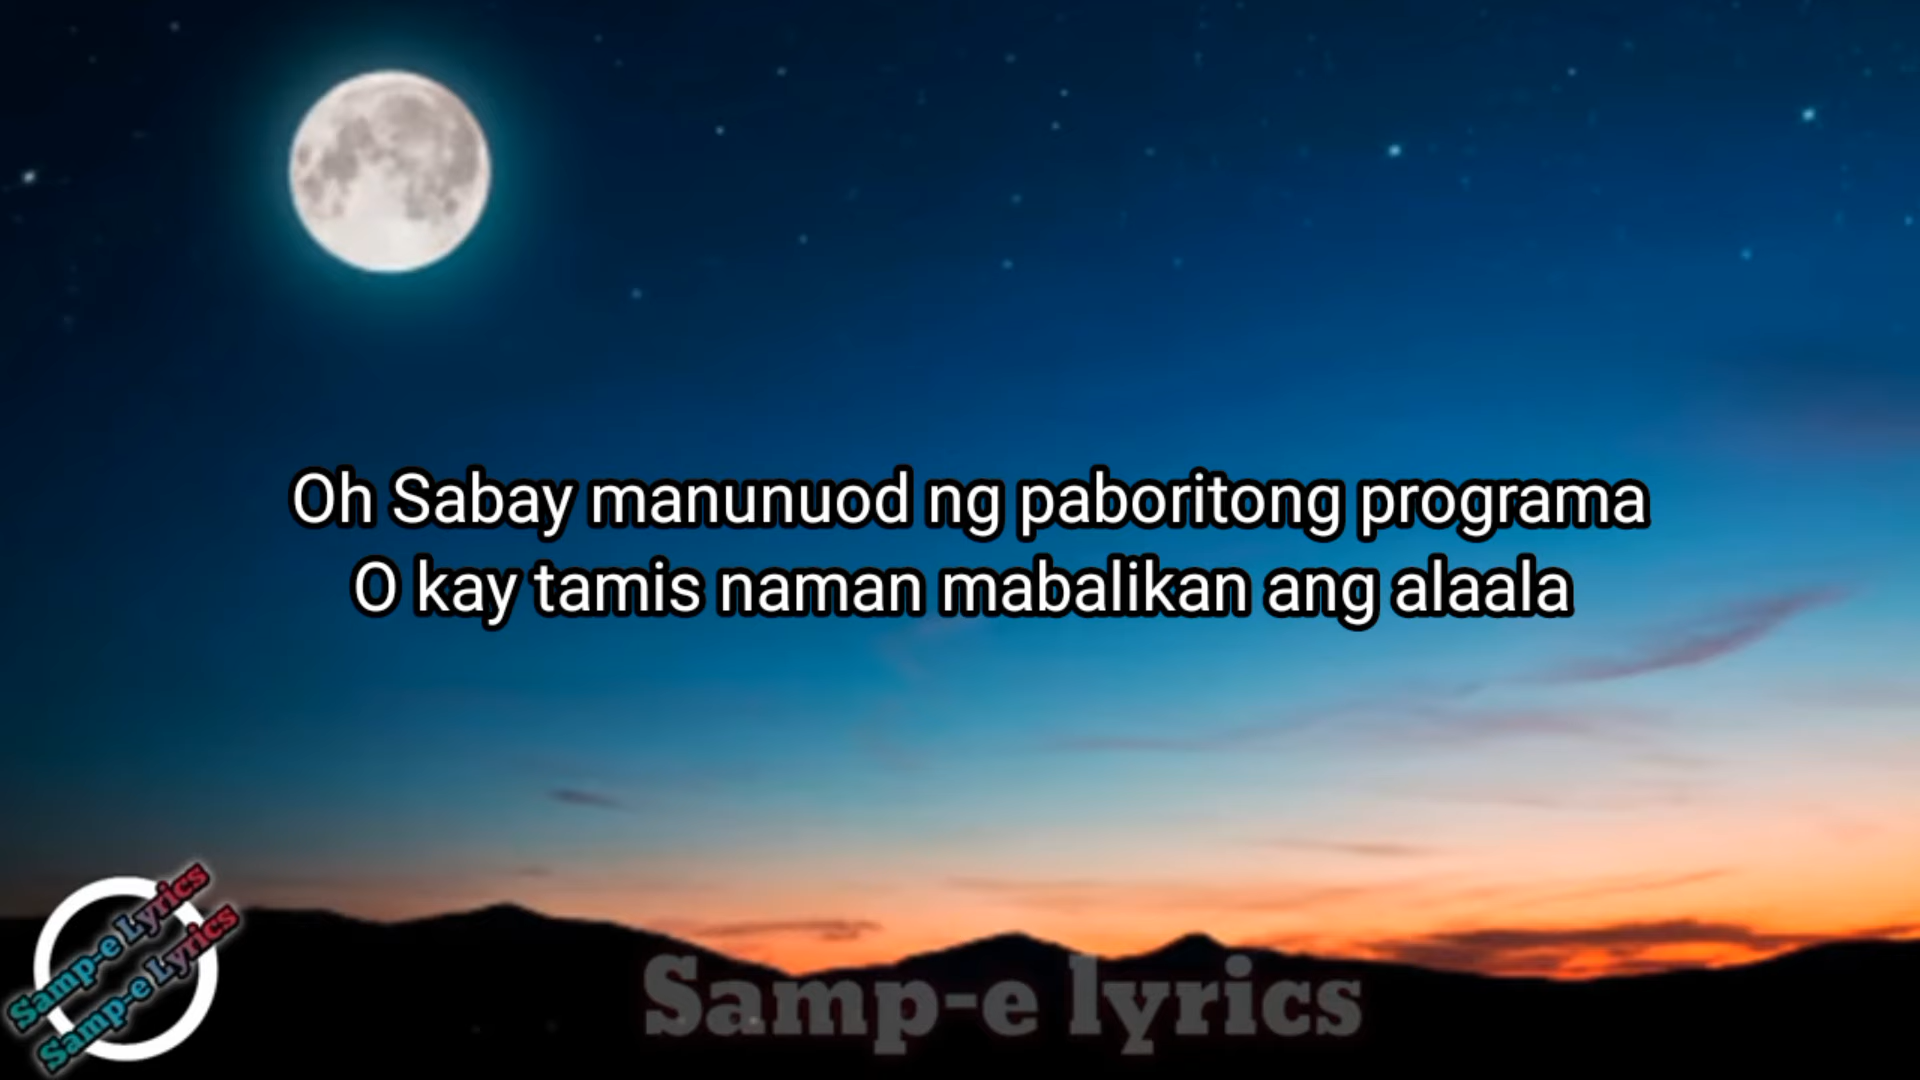 Oh Sabay manunuod ng paboritong programa
O kay tamis naman mabalikan ang alaala
Samp-e Lyrics
Samp-e Lyrics
Samp-e lyrics